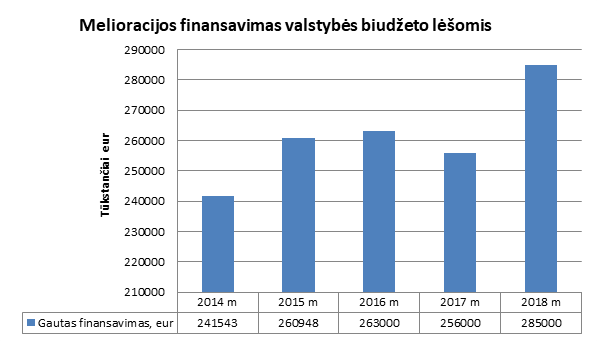 Melioracijos finansavimas valstybės biudžeto lėšomis
Tūkstančiai eur
290000
280000
270000
260000
250000
240000
230000
220000
210000
2014 m 2015 m 2016 m 2017 m 2018 m
Gautas finansavimas, eur 241543 260948 263000 256000 285000